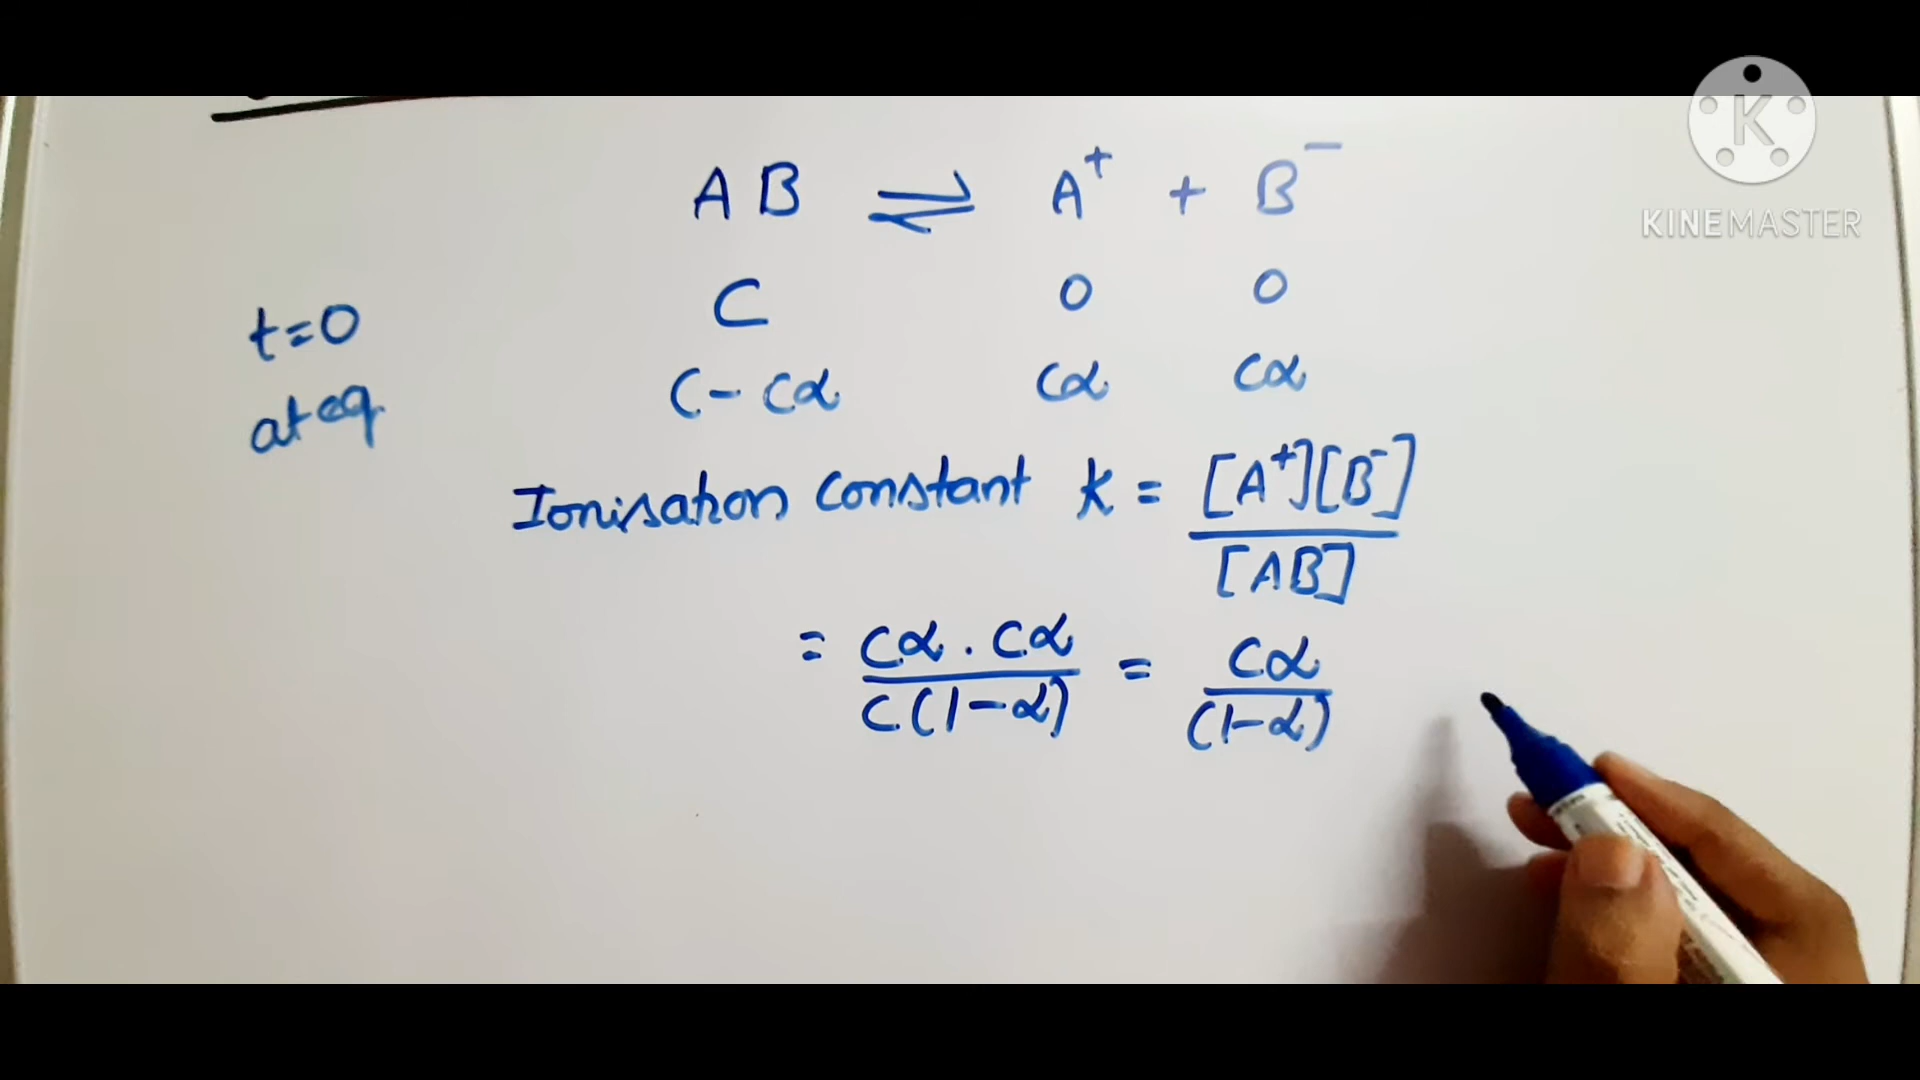 KINEMASTER
AB ⇌ A⁺ + B⁻
t=0 C 0 0
at eq C - Cα Cα Cα
Ionisation constant K = [A⁺][B⁻] / [AB]
= Cα . Cα / C(1-α) = Cα / (1-α)